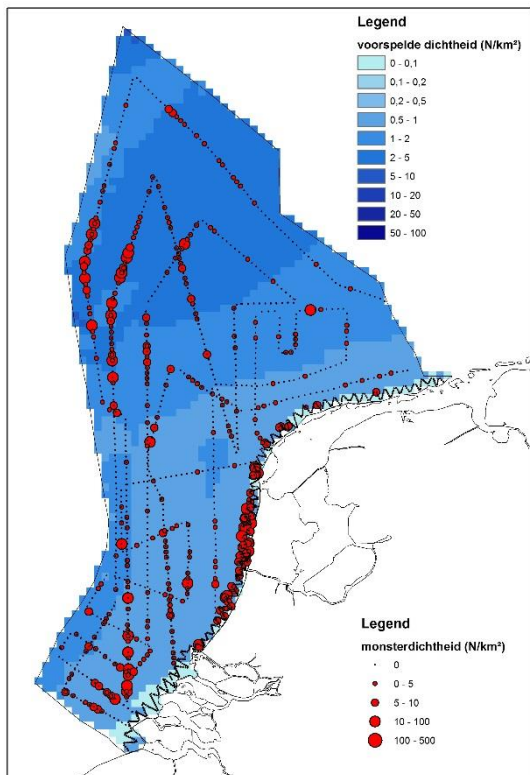 Legend
voorspelde dichtheid (N/km²)
0 - 0,1
0,1 - 0,2
0,2 - 0,5
0.5 - 1
1 - 2
2 - 5
5 - 10
10 - 20
20 - 50
50 - 100
Legend
monsterdichtheid (N/km²)
0
0 - 5
5 - 10
10 - 100
100 - 500